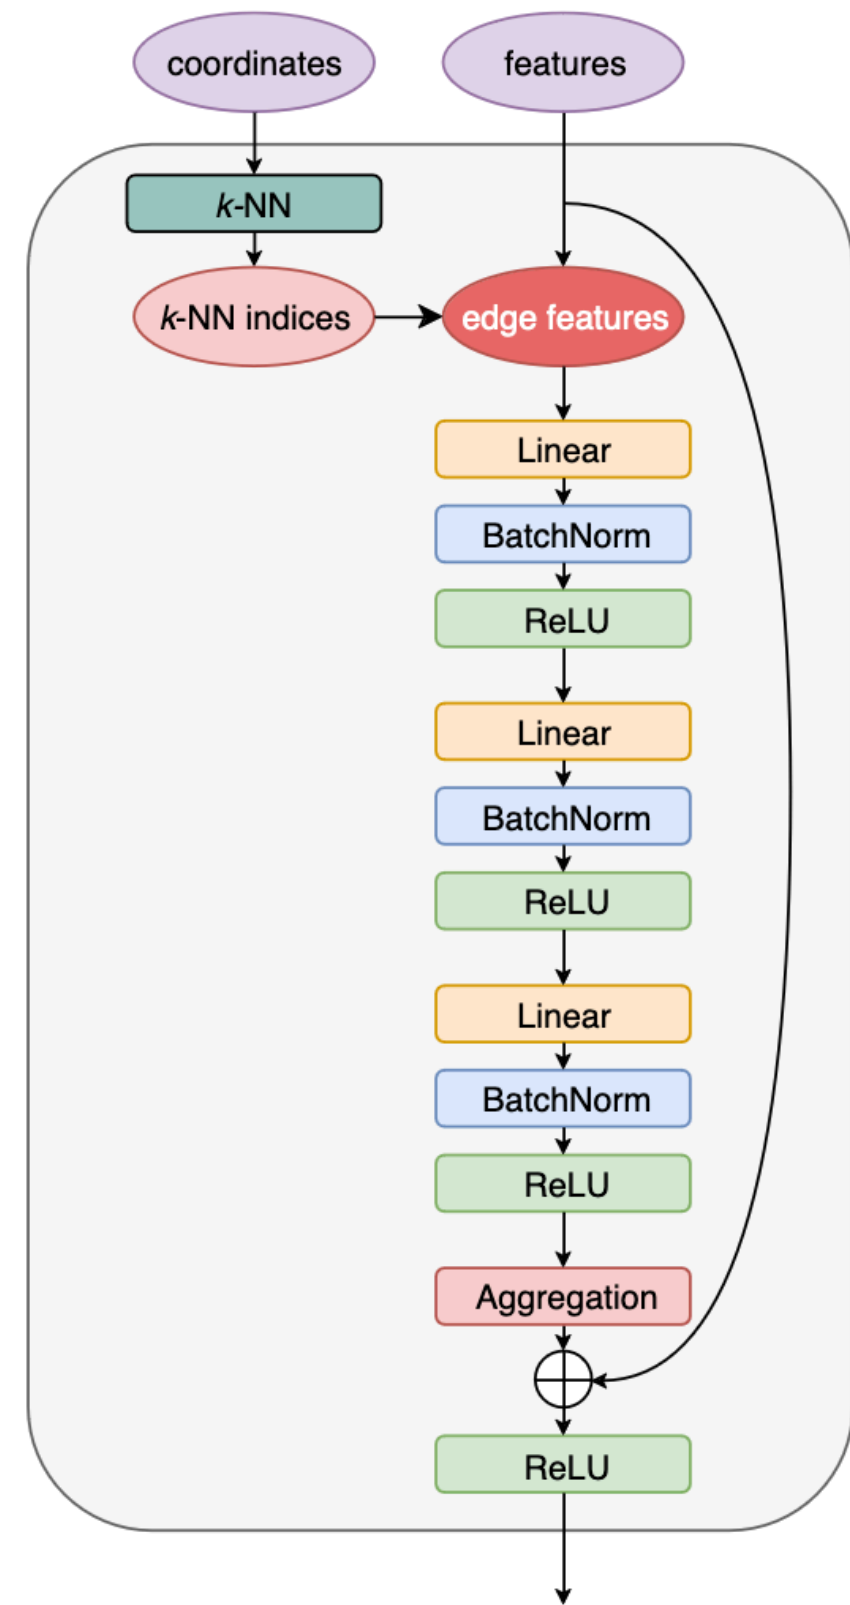 coordinates
features
k-NN
k-NN indices
edge features
Linear
BatchNorm
ReLU
Linear
BatchNorm
ReLU
Linear
BatchNorm
ReLU
Aggregation
ReLU